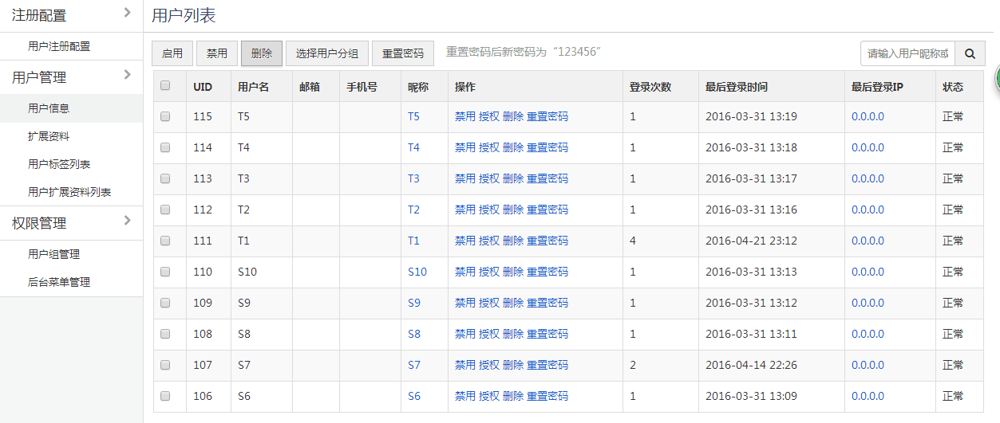 注册配置
用户注册配置
用户管理
用户信息
扩展资料
用户标签列表
用户扩展资料列表
权限管理
用户组管理
后台菜单管理
用户列表
启用 禁用 删除 选择用户分组 重置密码 重置密码后新密码为“123456” 请输入用户昵称或
UID 用户名 邮箱 手机号 昵称 操作 登录次数 最后登录时间 最后登录IP 状态
115 T5 T5 禁用 授权 删除 重置密码 1 2016-03-31 13:19 0.0.0.0 正常
114 T4 T4 禁用 授权 删除 重置密码 1 2016-03-31 13:18 0.0.0.0 正常
113 T3 T3 禁用 授权 删除 重置密码 1 2016-03-31 13:17 0.0.0.0 正常
112 T2 T2 禁用 授权 删除 重置密码 1 2016-03-31 13:16 0.0.0.0 正常
111 T1 T1 禁用 授权 删除 重置密码 4 2016-04-21 23:12 0.0.0.0 正常
110 S10 S10 禁用 授权 删除 重置密码 1 2016-03-31 13:13 0.0.0.0 正常
109 S9 S9 禁用 授权 删除 重置密码 1 2016-03-31 13:12 0.0.0.0 正常
108 S8 S8 禁用 授权 删除 重置密码 1 2016-03-31 13:11 0.0.0.0 正常
107 S7 S7 禁用 授权 删除 重置密码 2 2016-04-14 22:26 0.0.0.0 正常
106 S6 S6 禁用 授权 删除 重置密码 1 2016-03-31 13:09 0.0.0.0 正常